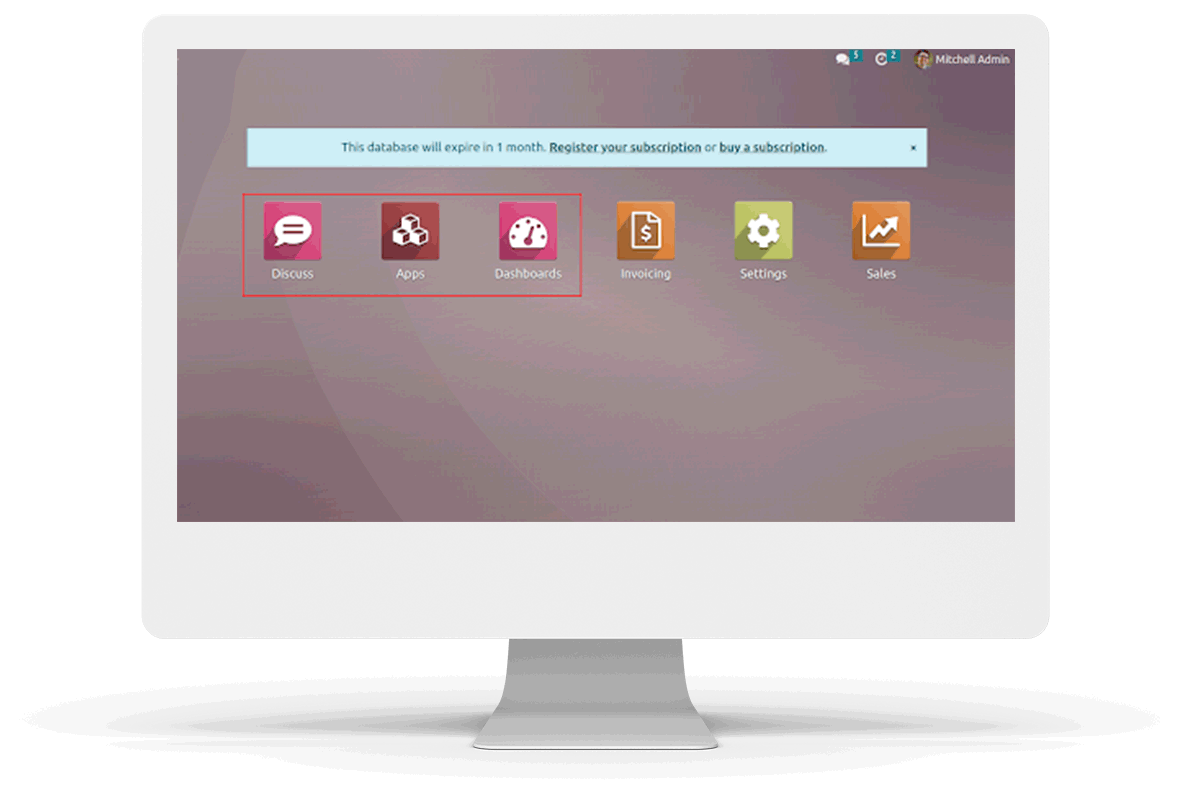 5 2 Mitchell Admin
This database will expire in 1 month. Register your subscription or buy a subscription. ×
Discuss Apps Dashboards Invoicing Settings Sales